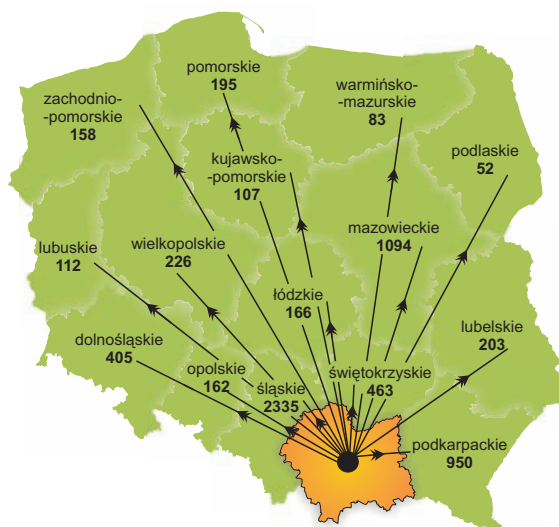 pomorskie
195
warmińsko-
-mazurskie
83
zachodnio-
-pomorskie
158
kujawsko-
-pomorskie
107
podlaskie
52
mazowieckie
1094
lubuskie
112
wielkopolskie
226
łódzkie
166
lubelskie
203
dolnośląskie
405
opolskie
162
śląskie
2335
świętokrzyskie
463
podkarpackie
950